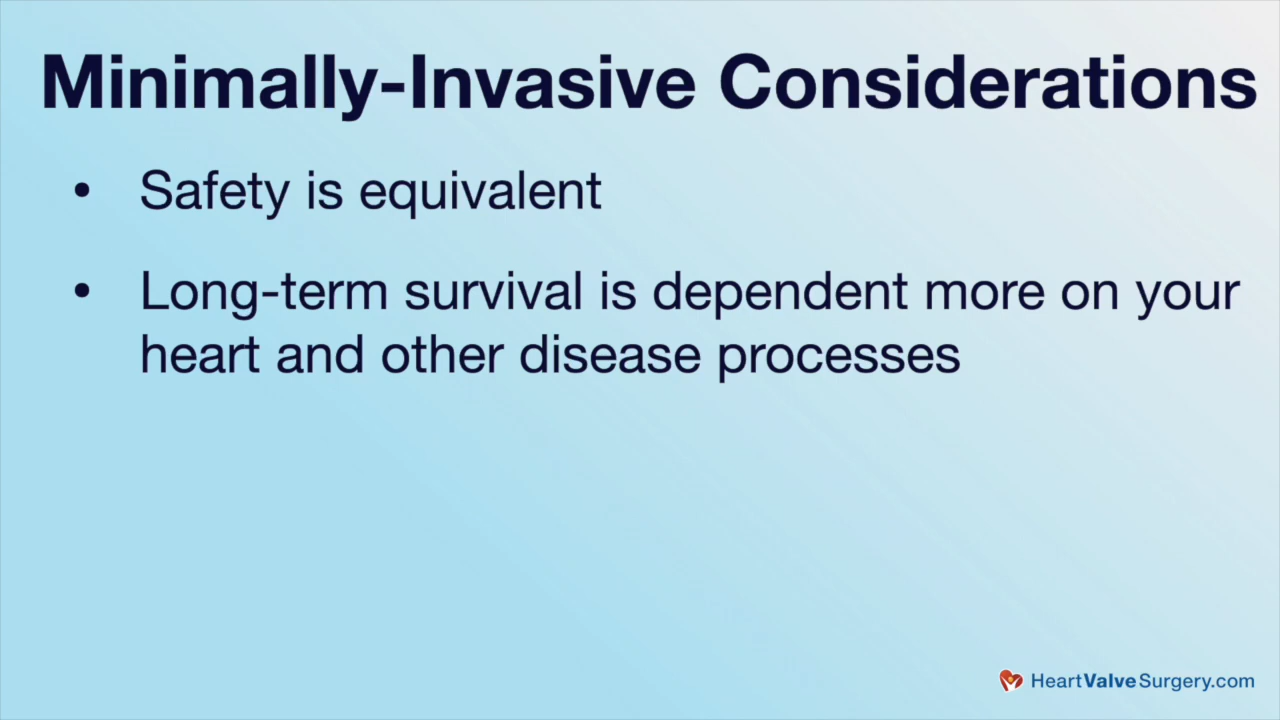 Minimally-Invasive Considerations
• Safety is equivalent
• Long-term survival is dependent more on your
heart and other disease processes
HeartValveSurgery.com